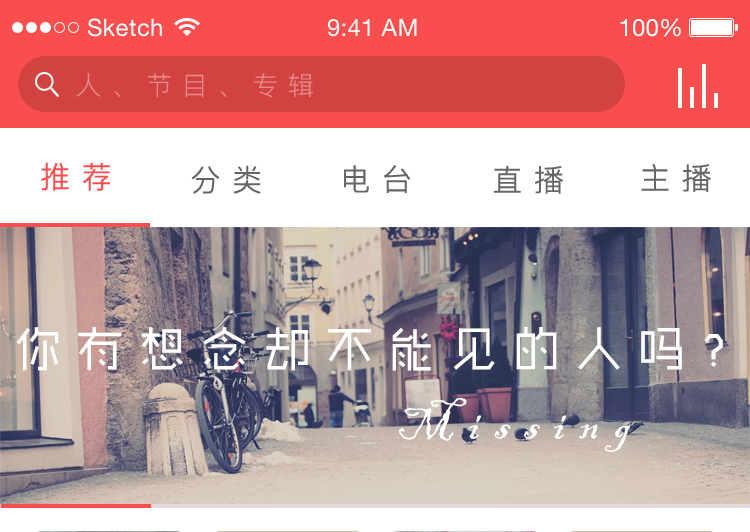 Sketch 9:41 AM 100%
人、节目、专辑
推荐 分类 电台 直播 主播
你有想念却不能见的人吗?
Missing